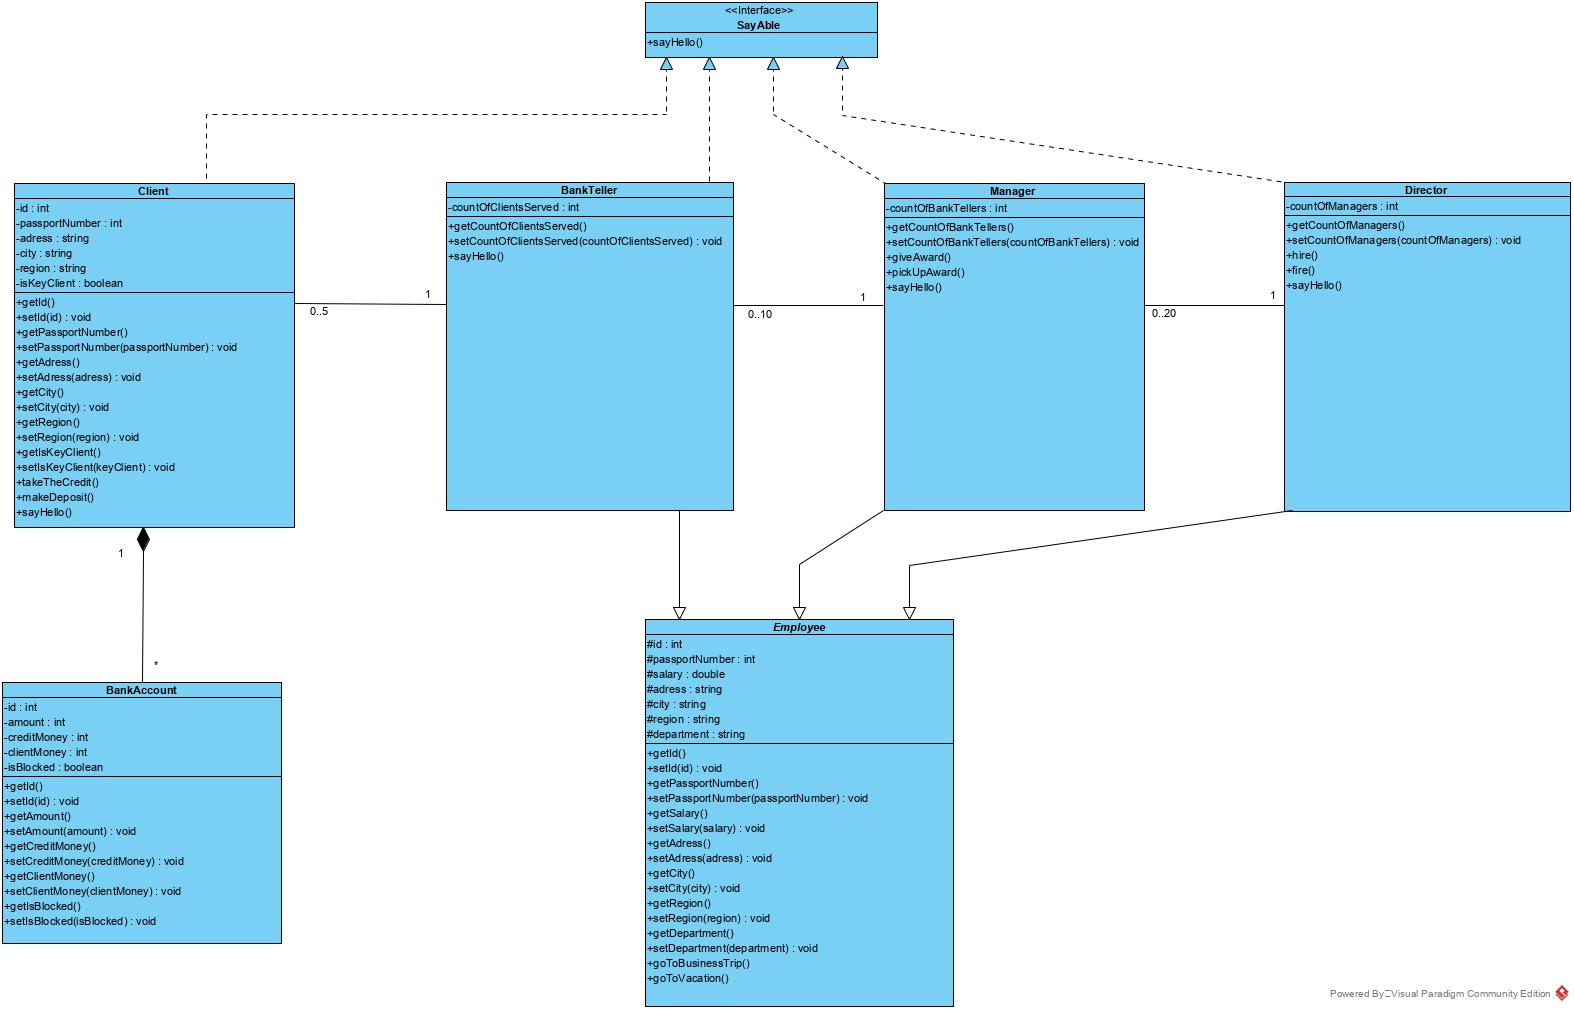 <<Interface>>
SayAble
+sayHello()
Client
-id : int
-passportNumber : int
-adress : string
-city : string
-region : string
-isKeyClient : boolean
+getId()
+setId(id) : void
+getPassportNumber()
+setPassportNumber(passportNumber) : void
+getAdress()
+setAdress(adress) : void
+getCity()
+setCity(city) : void
+getRegion()
+setRegion(region) : void
+getIsKeyClient()
+setIsKeyClient(keyClient) : void
+takeTheCredit()
+makeDeposit()
+sayHello()
0..5
1
BankTeller
-countOfClientsServed : int
+getCountOfClientsServed()
+setCountOfClientsServed(countOfClientsServed) : void
+sayHello()
0..10
1
Manager
-countOfBankTellers : int
+getCountOfBankTellers()
+setCountOfBankTellers(countOfBankTellers) : void
+giveAward()
+pickUpAward()
+sayHello()
0..20
1
Director
-countOfManagers : int
+getCountOfManagers()
+setCountOfManagers(countOfManagers) : void
+hire()
+fire()
+sayHello()
1
*
BankAccount
-id : int
-amount : int
-creditMoney : int
-clientMoney : int
-isBlocked : boolean
+getId()
+setId(id) : void
+getAmount()
+setAmount(amount) : void
+getCreditMoney()
+setCreditMoney(creditMoney) : void
+getClientMoney()
+setClientMoney(clientMoney) : void
+getIsBlocked()
+setIsBlocked(isBlocked) : void
Employee
#id : int
#passportNumber : int
#salary : double
#adress : string
#city : string
#region : string
#department : string
+getId()
+setId(id) : void
+getPassportNumber()
+setPassportNumber(passportNumber) : void
+getSalary()
+setSalary(salary) : void
+getAdress()
+setAdress(adress) : void
+getCity()
+setCity(city) : void
+getRegion()
+setRegion(region) : void
+getDepartment()
+setDepartment(department) : void
+goToBusinessTrip()
+goToVacation()
Powered By Visual Paradigm Community Edition